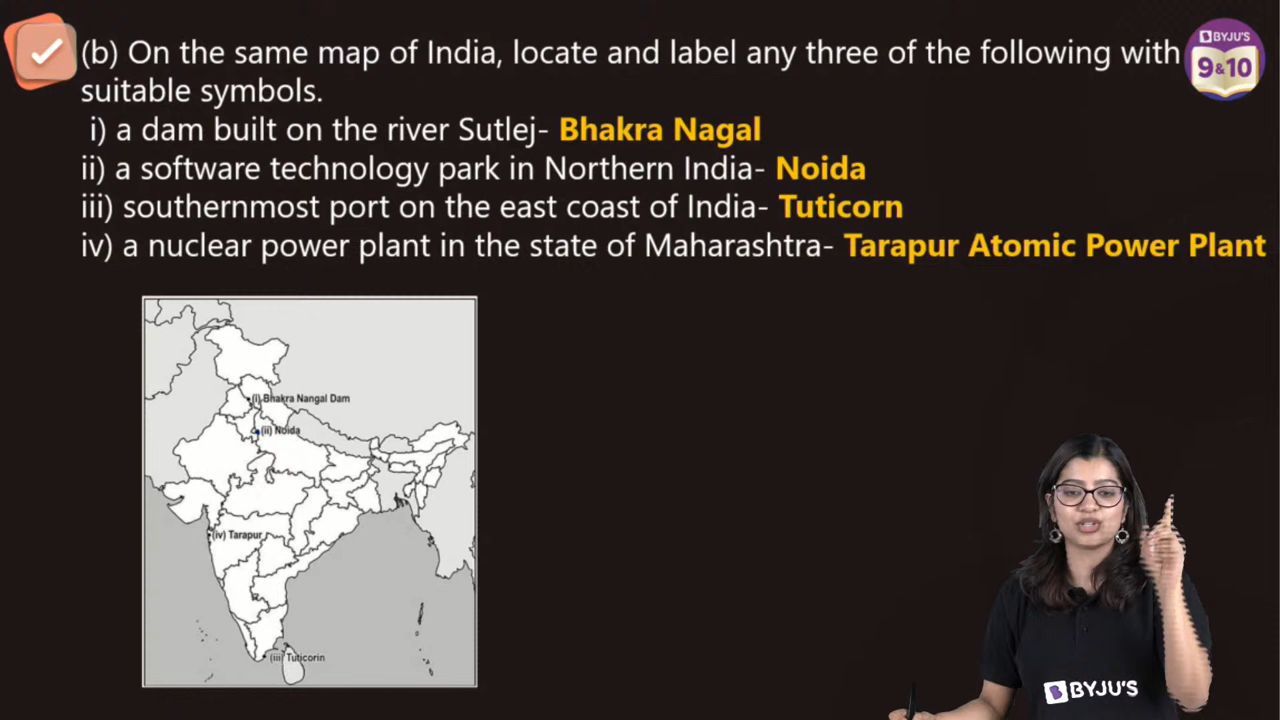 (b) On the same map of India, locate and label any three of the following with
suitable symbols.
i) a dam built on the river Sutlej- Bhakra Nagal
ii) a software technology park in Northern India- Noida
iii) southernmost port on the east coast of India- Tuticorn
iv) a nuclear power plant in the state of Maharashtra- Tarapur Atomic Power Plant
BYJU'S
9&10
(i) Bhakra Nangal Dam
(ii) Noida
(iv) Tarapur
(iii) Tuticorin
BYJU'S